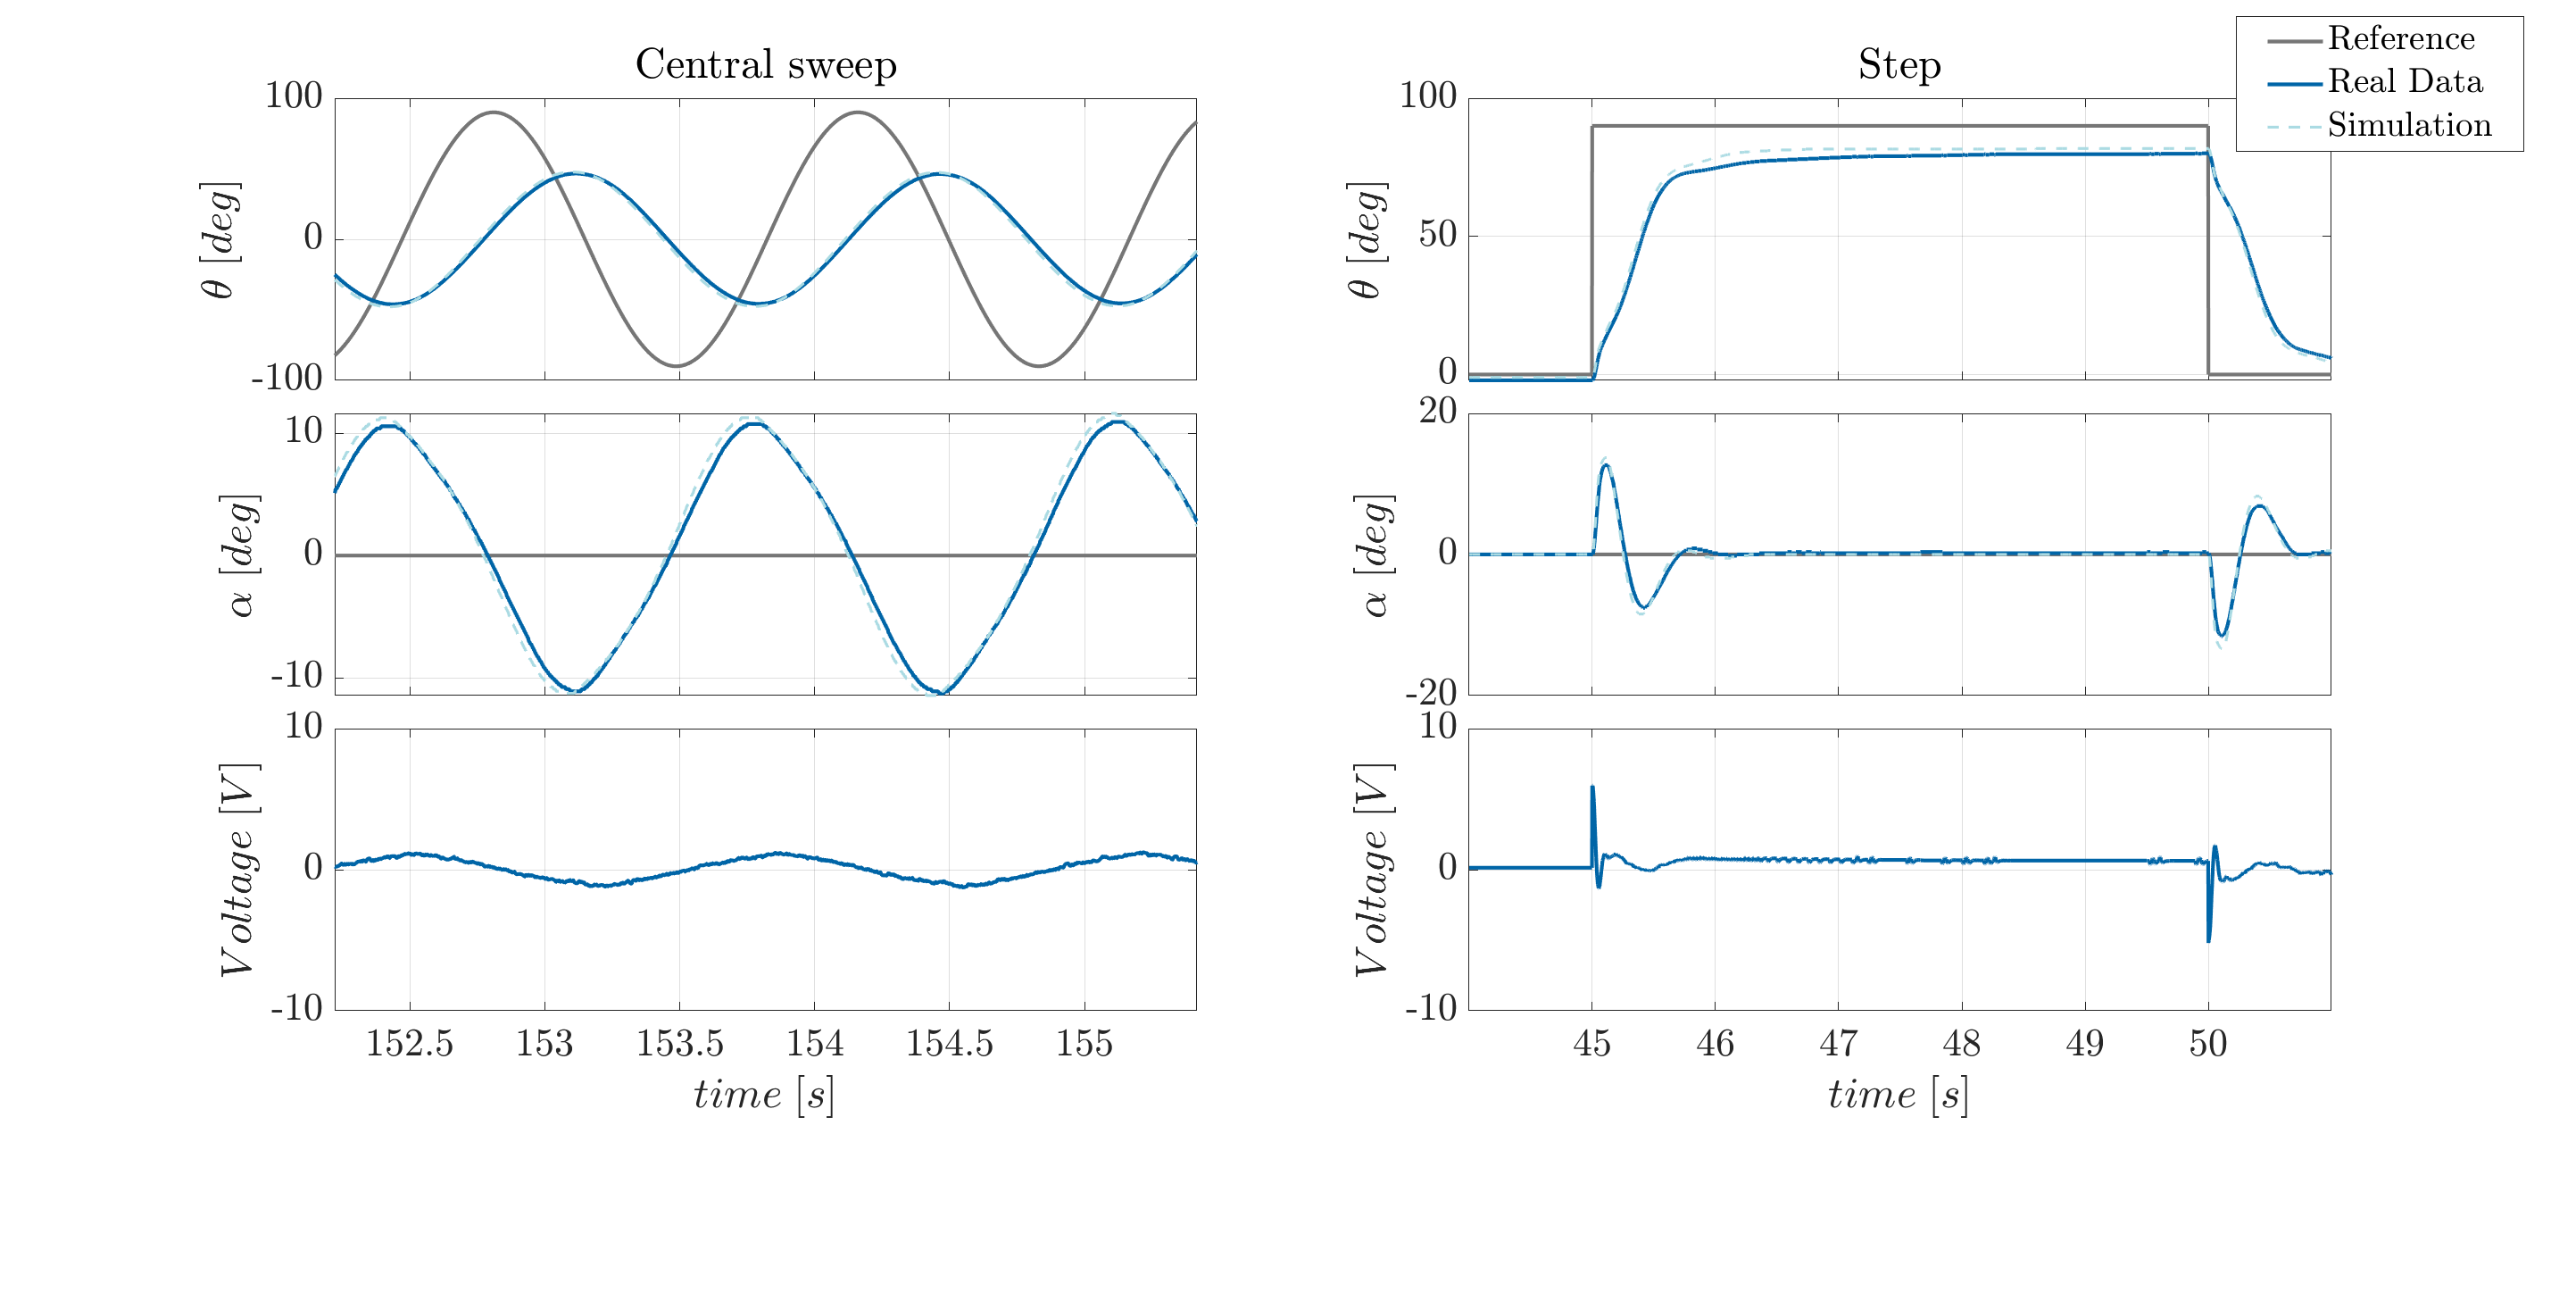 Central sweep
100
0
-100
θ [deg]
10
0
-10
α [deg]
10
0
-10
Voltage [V]
152.5 153 153.5 154 154.5 155
time [s]
Step
Reference
Real Data
Simulation
100
50
0
θ [deg]
20
0
-20
α [deg]
10
0
-10
Voltage [V]
45 46 47 48 49 50
time [s]